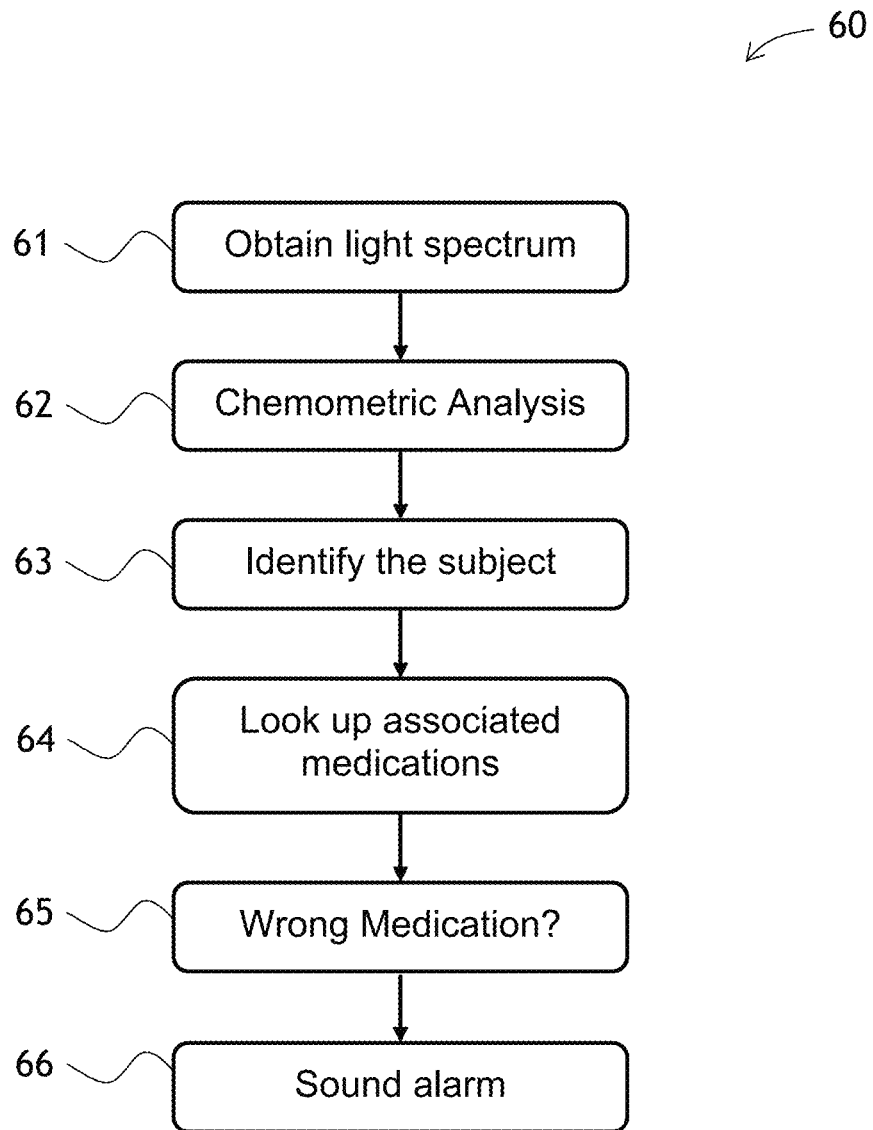 60
61 Obtain light spectrum
62 Chemometric Analysis
63 Identify the subject
64 Look up associated
medications
65 Wrong Medication?
66 Sound alarm